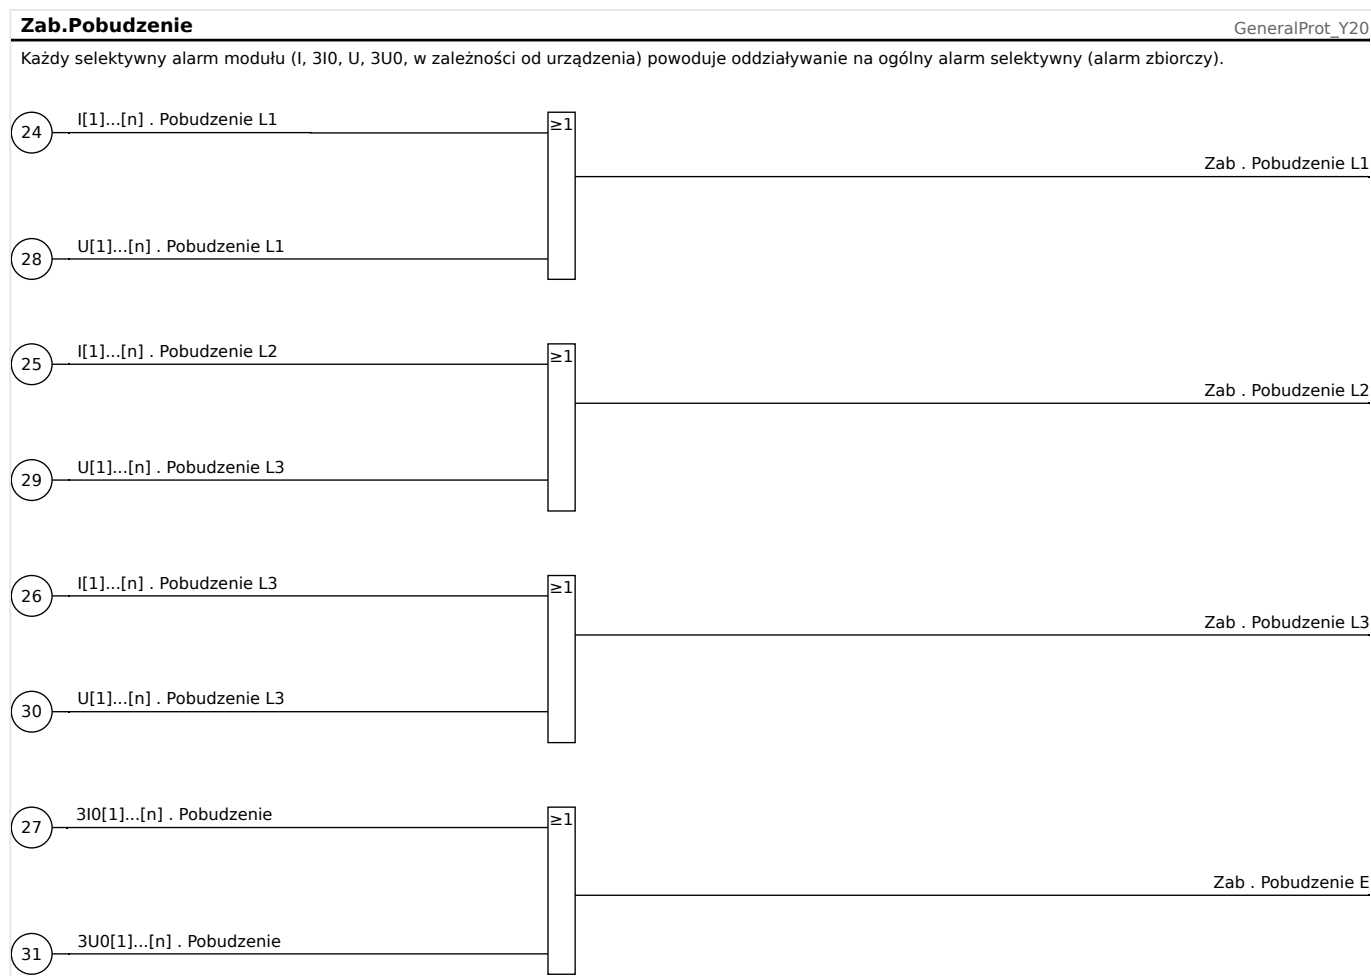 Zab.Pobudzenie
GeneralProt_Y20
Każdy selektywny alarm modułu (I, 3I0, U, 3U0, w zależności od urządzenia) powoduje oddziaływanie na ogólny alarm selektywny (alarm zbiorczy).
24
I[1]...[n] . Pobudzenie L1
≥1
Zab . Pobudzenie L1
28
U[1]...[n] . Pobudzenie L1
25
I[1]...[n] . Pobudzenie L2
≥1
Zab . Pobudzenie L2
29
U[1]...[n] . Pobudzenie L3
26
I[1]...[n] . Pobudzenie L3
≥1
Zab . Pobudzenie L3
30
U[1]...[n] . Pobudzenie L3
27
3I0[1]...[n] . Pobudzenie
≥1
Zab . Pobudzenie E
31
3U0[1]...[n] . Pobudzenie